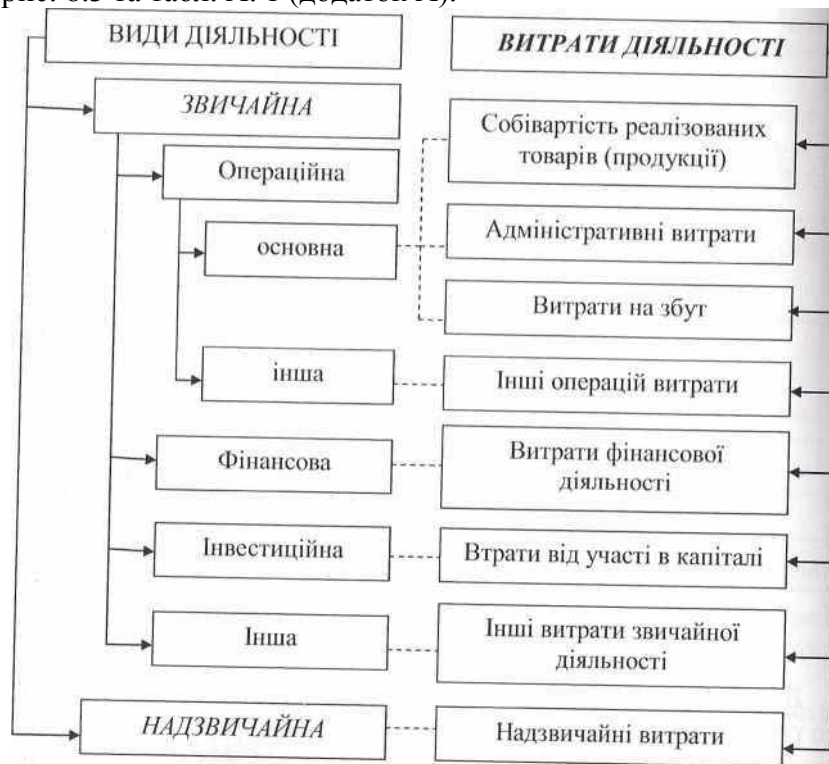 рис. 6.3 та табл. А. 1 (додаток А).
ВИДИ ДІЯЛЬНОСТІ
ВИТРАТИ ДІЯЛЬНОСТІ
ЗВИЧАЙНА
Собівартість реалізованих
товарів (продукції)
Операційна
основна
Адміністративні витрати
Витрати на збут
інша
Інші операцій витрати
Фінансова
Витрати фінансової
діяльності
Інвестиційна
Втрати від участі в капіталі
Інша
Інші витрати звичайної
діяльності
НАДЗВИЧАЙНА
Надзвичайні витрати